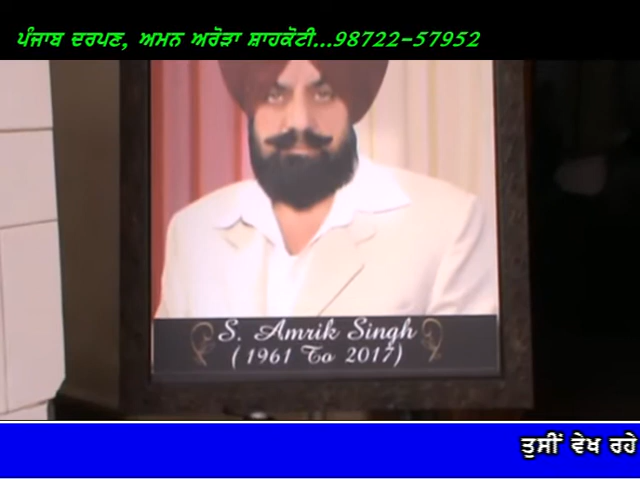 ਪੰਜਾਬ ਦਰਪਣ, ਅਮਨ ਅਰੋੜਾ ਸ਼ਾਹਕੋਟੀ...98722-57952
S. Amrik Singh
(1961 To 2017)
ਤੁਸੀਂ ਵੇਖ ਰਹੇ